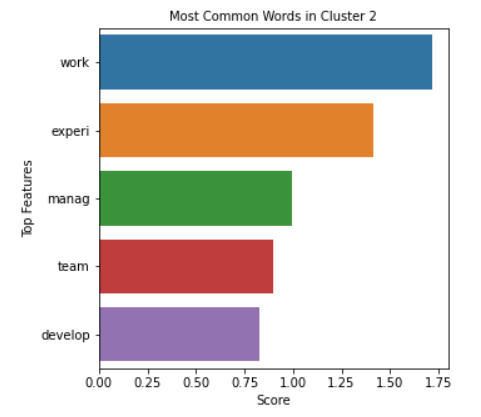 Most Common Words in Cluster 2
Top Features
work
experi
manag
team
develop
0.00 0.25 0.50 0.75 1.00 1.25 1.50 1.75
Score